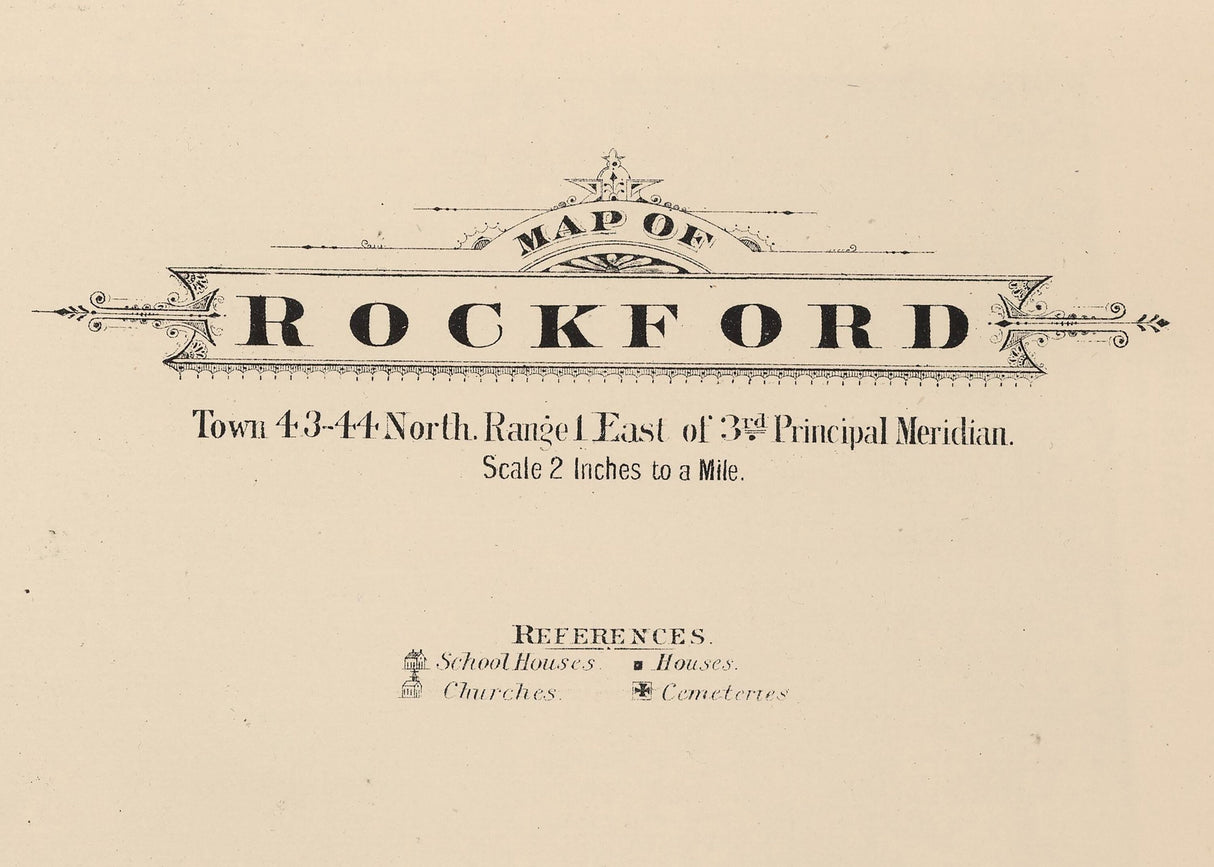 MAP OF
ROCKFORD
Town 43-44 North. Range 1 East of 3rd Principal Meridian.
Scale 2 Inches to a Mile.
REFERENCES.
School Houses. Houses.
Churches. Cemeteries